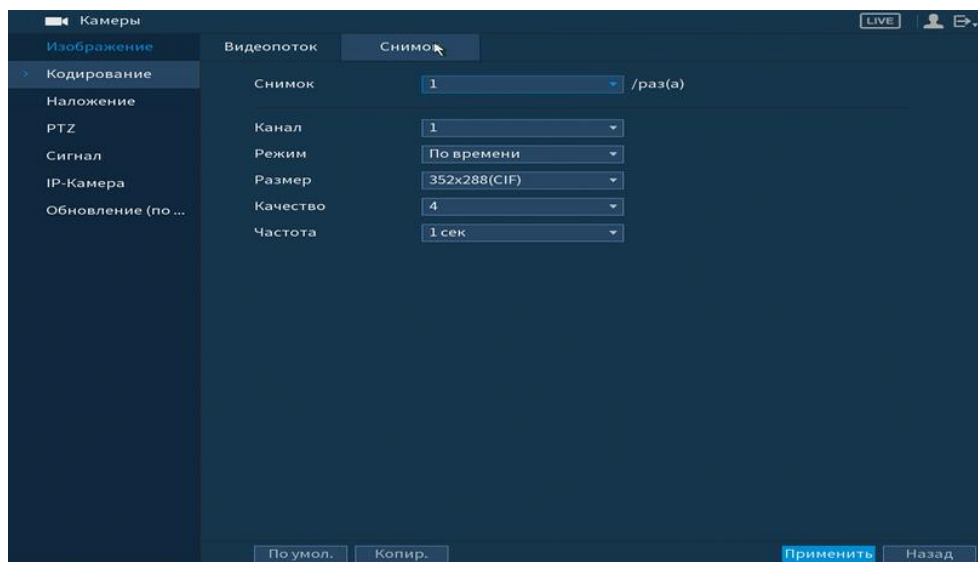 Камеры
LIVE
Изображение
Кодирование
Наложение
PTZ
Сигнал
IP-Камера
Обновление (по ...
Видеопоток
Снимок
Снимок 1 /раз(а)
Канал 1
Режим По времени
Размер 352x288(CIF)
Качество 4
Частота 1 сек
По умол. Копир. Применить Назад